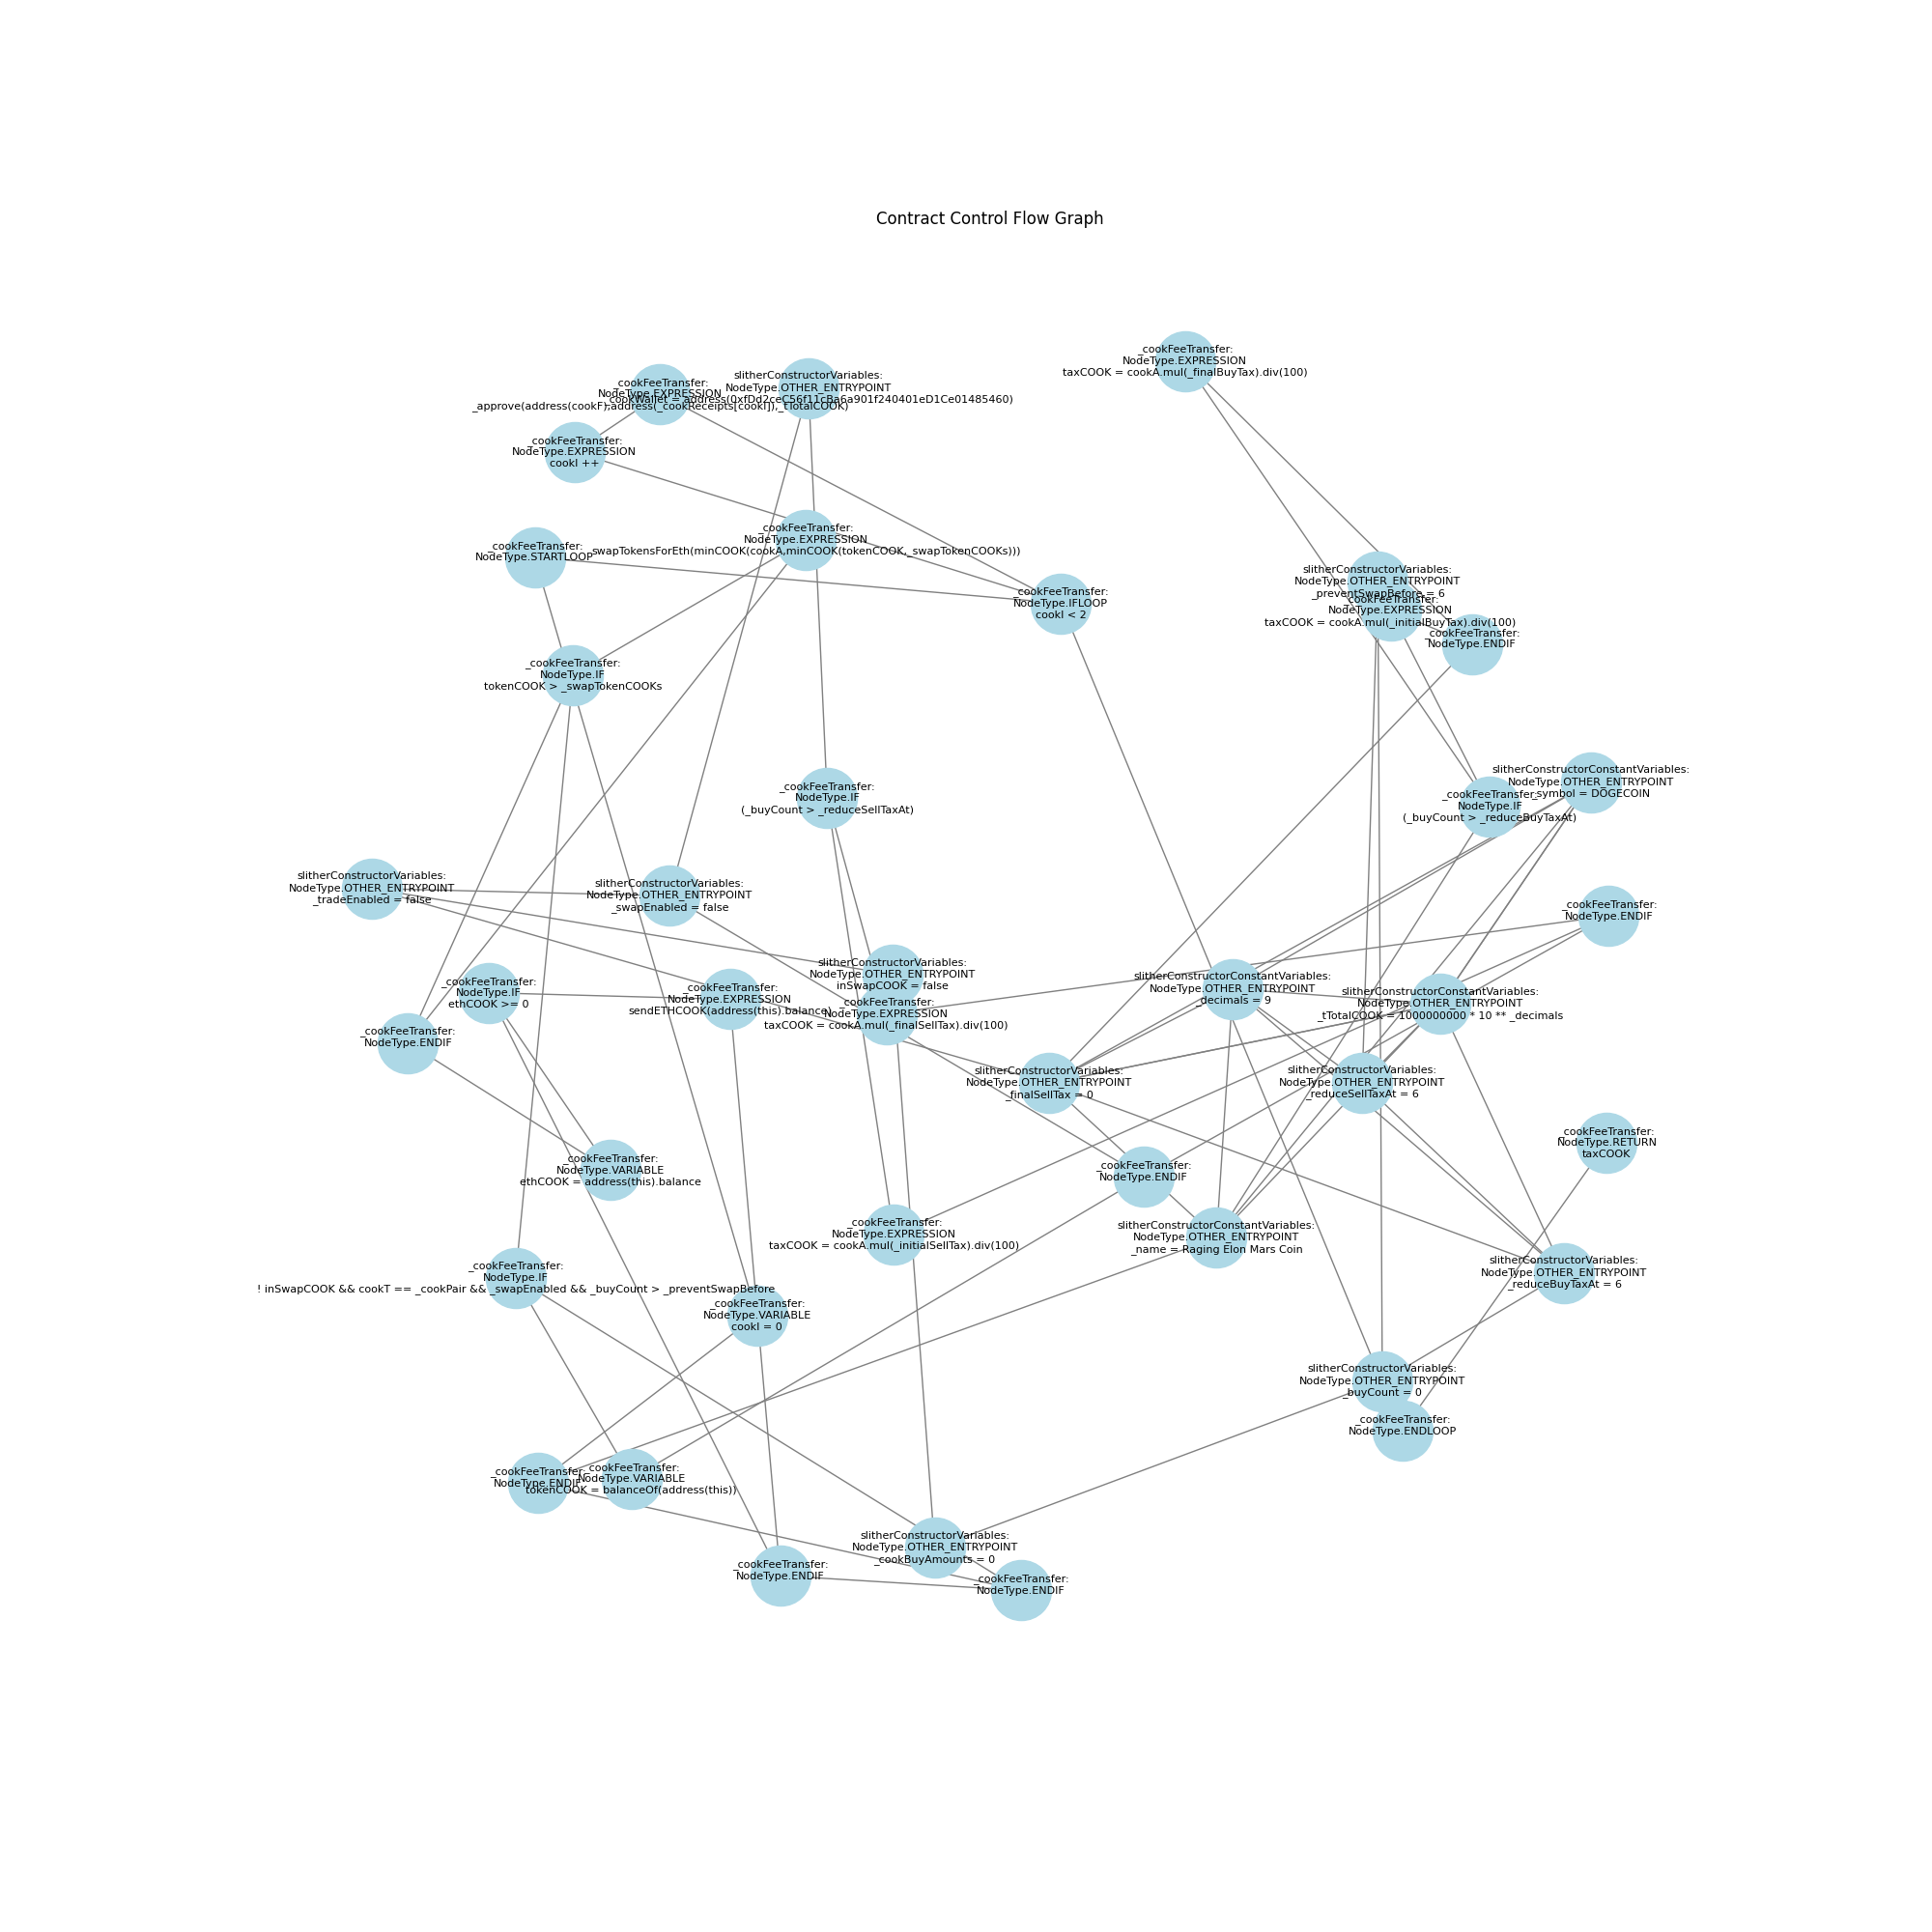 Contract Control Flow Graph
_cookFeeTransfer:
NodeType.EXPRESSION
taxCOOK = cookA.mul(_finalBuyTax).div(100)
_cookFeeTransfer:
NodeType.EXPRESSION
_approve(address(cookF),address(_cookReceipts[cookI]),_tTotalCOOK)
slitherConstructorVariables:
NodeType.OTHER_ENTRYPOINT
_cookWallet = address(0xfDd2ceC56f11cBa6a901f240401eD1Ce01485460)
_cookFeeTransfer:
NodeType.EXPRESSION
cookI ++
_cookFeeTransfer:
NodeType.EXPRESSION
swapTokensForEth(minCOOK(cookA,minCOOK(tokenCOOK,_swapTokenCOOKs)))
_cookFeeTransfer:
NodeType.STARTLOOP
_cookFeeTransfer:
NodeType.IFLOOP
cookI < 2
slitherConstructorVariables:
NodeType.OTHER_ENTRYPOINT
_preventSwapBefore = 6
_cookFeeTransfer:
NodeType.EXPRESSION
taxCOOK = cookA.mul(_initialBuyTax).div(100)
_cookFeeTransfer:
NodeType.ENDIF
_cookFeeTransfer:
NodeType.IF
tokenCOOK > _swapTokenCOOKs
_cookFeeTransfer:
NodeType.IF
(_buyCount > _reduceSellTaxAt)
slitherConstructorConstantVariables:
NodeType.OTHER_ENTRYPOINT
_symbol = DOGECOIN
_cookFeeTransfer:
NodeType.IF
(_buyCount > _reduceBuyTaxAt)
slitherConstructorVariables:
NodeType.OTHER_ENTRYPOINT
_tradeEnabled = false
slitherConstructorVariables:
NodeType.OTHER_ENTRYPOINT
_swapEnabled = false
_cookFeeTransfer:
NodeType.ENDIF
slitherConstructorVariables:
NodeType.OTHER_ENTRYPOINT
inSwapCOOK = false
_cookFeeTransfer:
NodeType.IF
ethCOOK >= 0
_cookFeeTransfer:
NodeType.EXPRESSION
sendETHCOOK(address(this).balance)
_cookFeeTransfer:
NodeType.EXPRESSION
taxCOOK = cookA.mul(_finalSellTax).div(100)
slitherConstructorConstantVariables:
NodeType.OTHER_ENTRYPOINT
_decimals = 9
slitherConstructorConstantVariables:
NodeType.OTHER_ENTRYPOINT
_tTotalCOOK = 1000000000 * 10 ** _decimals
_cookFeeTransfer:
NodeType.ENDIF
slitherConstructorVariables:
NodeType.OTHER_ENTRYPOINT
_finalSellTax = 0
slitherConstructorVariables:
NodeType.OTHER_ENTRYPOINT
_reduceSellTaxAt = 6
_cookFeeTransfer:
NodeType.RETURN
taxCOOK
_cookFeeTransfer:
NodeType.VARIABLE
ethCOOK = address(this).balance
_cookFeeTransfer:
NodeType.ENDIF
_cookFeeTransfer:
NodeType.EXPRESSION
taxCOOK = cookA.mul(_initialSellTax).div(100)
slitherConstructorConstantVariables:
NodeType.OTHER_ENTRYPOINT
_name = Raging Elon Mars Coin
_cookFeeTransfer:
NodeType.IF
! inSwapCOOK && cookT == _cookPair && _swapEnabled && _buyCount > _preventSwapBefore
slitherConstructorVariables:
NodeType.OTHER_ENTRYPOINT
_reduceBuyTaxAt = 6
_cookFeeTransfer:
NodeType.VARIABLE
cookI = 0
slitherConstructorVariables:
NodeType.OTHER_ENTRYPOINT
_buyCount = 0
_cookFeeTransfer:
NodeType.ENDLOOP
_cookFeeTransfer:
NodeType.ENDIF
_cookFeeTransfer:
NodeType.VARIABLE
tokenCOOK = balanceOf(address(this))
slitherConstructorVariables:
NodeType.OTHER_ENTRYPOINT
_cookBuyAmounts = 0
_cookFeeTransfer:
NodeType.ENDIF
_cookFeeTransfer:
NodeType.ENDIF